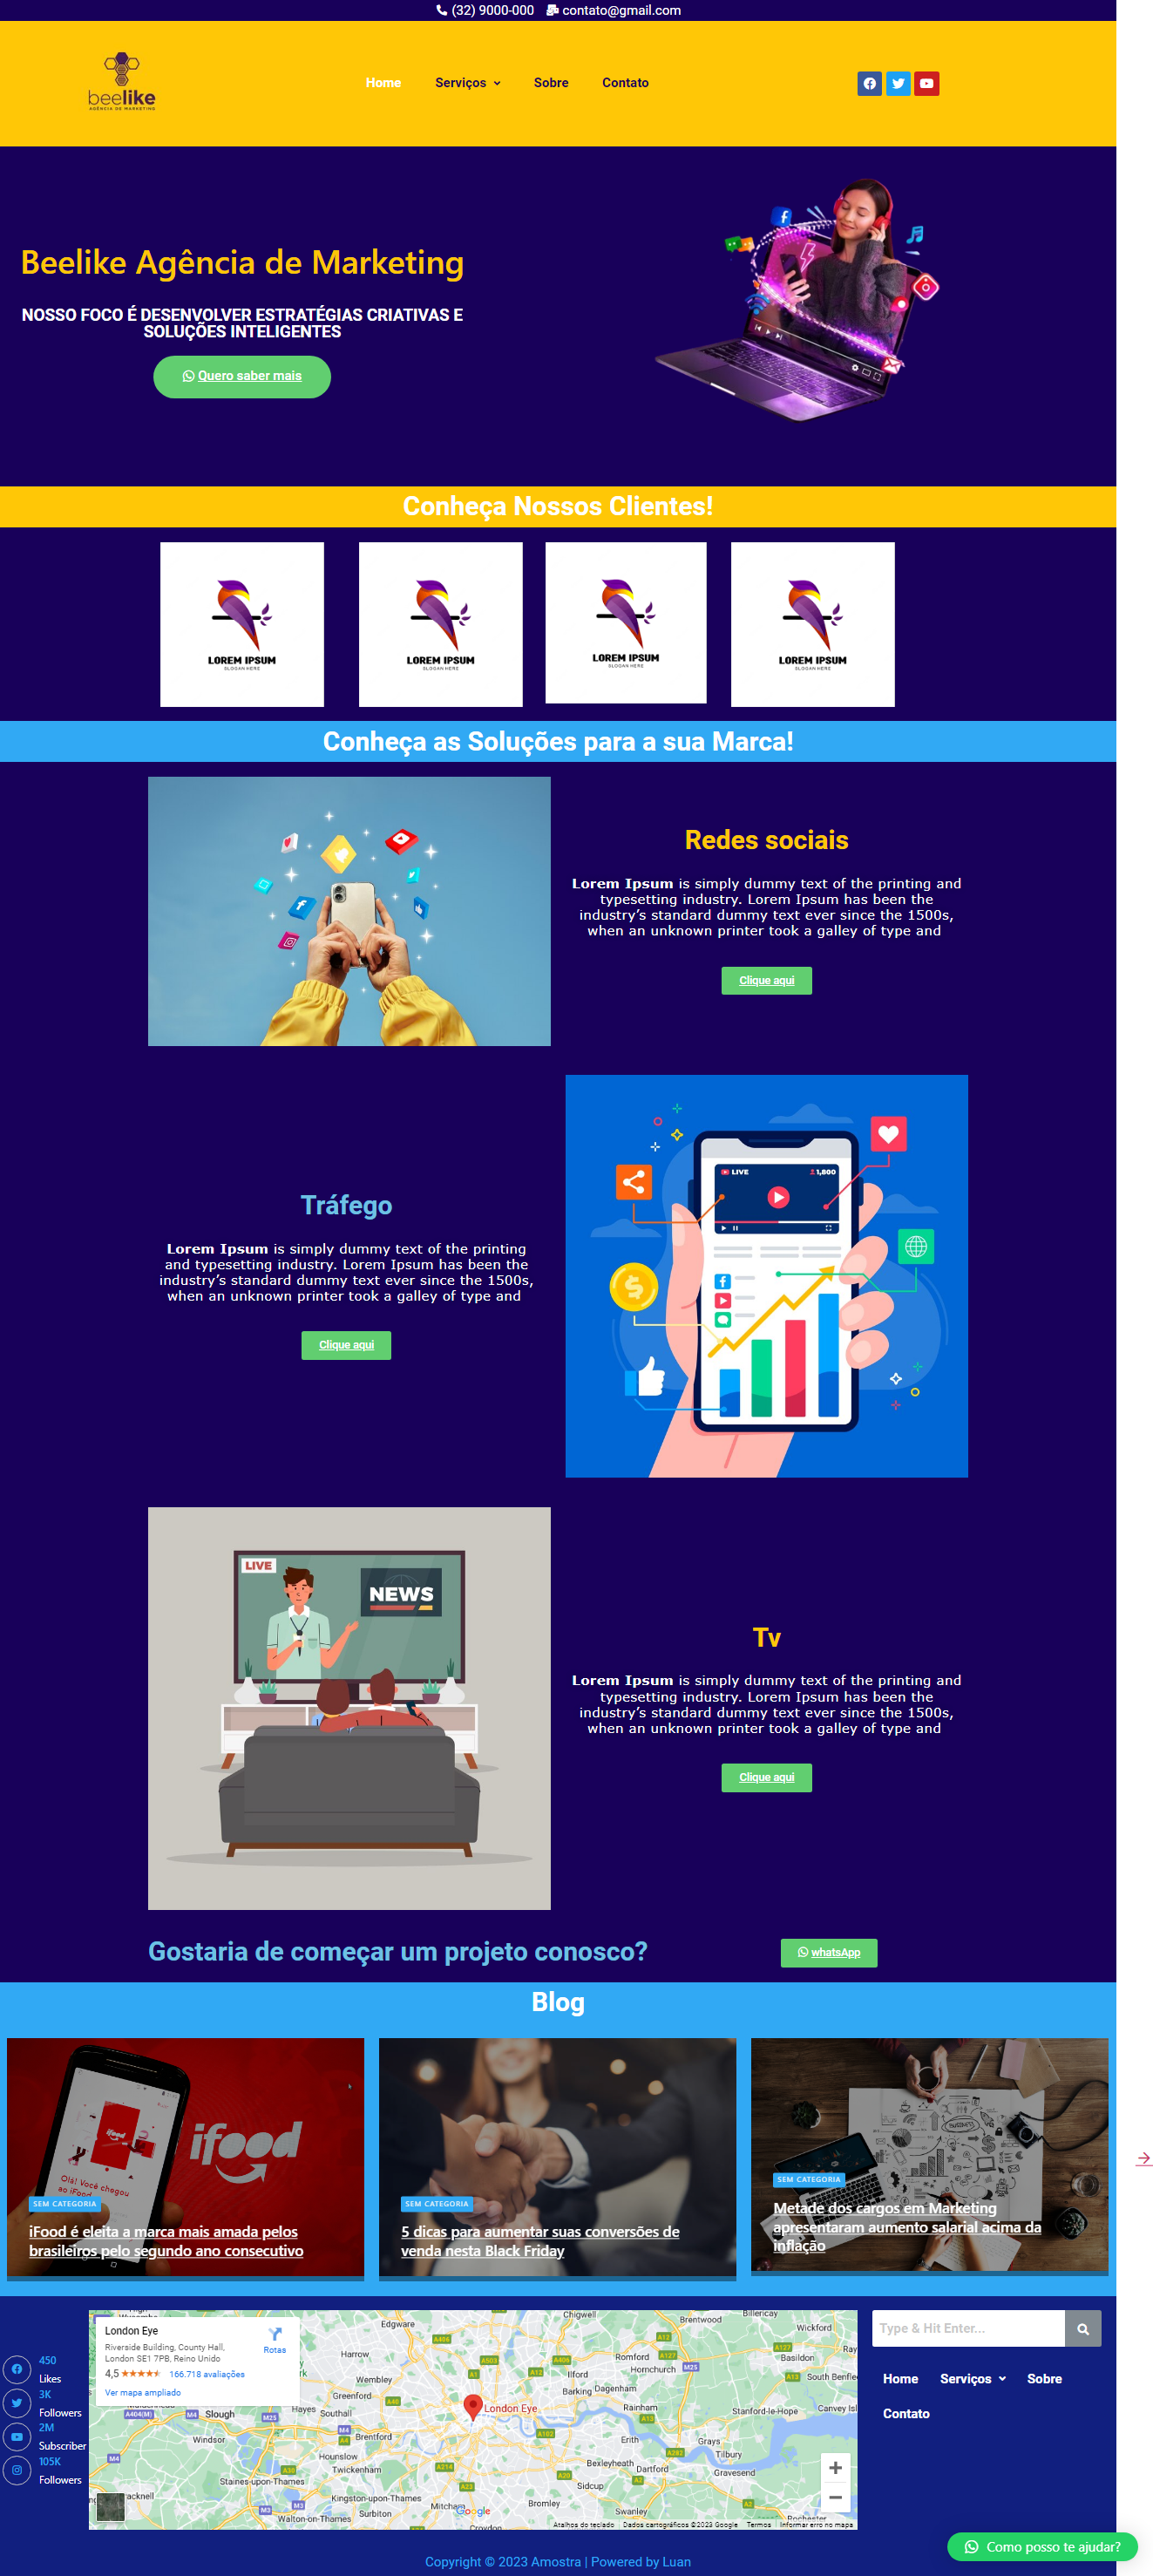 (32) 9000-000 contato@gmail.com
beelike
AGÊNCIA DE MARKETING
Home Serviços Sobre Contato
Beelike Agência de Marketing
NOSSO FOCO É DESENVOLVER ESTRATÉGIAS CRIATIVAS E
SOLUÇÕES INTELIGENTES
Quero saber mais
Conheça Nossos Clientes!
LOREM IPSUM
SLOGAN HERE
LOREM IPSUM
SLOGAN HERE
LOREM IPSUM
SLOGAN HERE
LOREM IPSUM
SLOGAN HERE
Conheça as Soluções para a sua Marca!
Redes sociais
Lorem Ipsum is simply dummy text of the printing and
typesetting industry. Lorem Ipsum has been the
industry’s standard dummy text ever since the 1500s,
when an unknown printer took a galley of type and
Clique aqui
LIVE 1,800
Tráfego
Lorem Ipsum is simply dummy text of the printing
and typesetting industry. Lorem Ipsum has been the
industry’s standard dummy text ever since the 1500s,
when an unknown printer took a galley of type and
Clique aqui
LIVE
NEWS
Tv
Lorem Ipsum is simply dummy text of the printing and
typesetting industry. Lorem Ipsum has been the
industry’s standard dummy text ever since the 1500s,
when an unknown printer took a galley of type and
Clique aqui
Gostaria de começar um projeto conosco?
whatsApp
Blog
ifood
Olá! Você chegou
ao iFood
SEM CATEGORIA
iFood é eleita a marca mais amada pelos
brasileiros pelo segundo ano consecutivo
SEM CATEGORIA
5 dicas para aumentar suas conversões de
venda nesta Black Friday
BUSINESS
SEM CATEGORIA
Metade dos cargos em Marketing
apresentaram aumento salarial acima da
inflação
450
Likes
3K
Followers
2M
Subscriber
105K
Followers
London Eye
Riverside Building, County Hall,
London SE1 7PB, Reino Unido
Rotas
4,5 166.718 avaliações
Ver mapa ampliado
Edgware
Chigwell
Brentwood
Billericay
Wickford
Harrow
Romford
Hornchurch
Basildon
Wembley
Ilford
Barking
Dagenham
South Benfle
Greenford
Hayes
Southall
London Eye
Rainham
Stanford-le-Hope
Canvey Isl
Slough
Windsor
Brentford
Hounslow
Twickenham
Erith
Grays
Tilbury
Bexleyheath
Dartford
Gravesend
Staines-upon-Thames
Kingston
upon Thames
Sidcup
Mitcham
Bromley
Swanley
Walton-on-Thames
Surbiton
Croydon
Rochester
Google
Atalhos do teclado Dados cartográficos ©2023 Google Termos Informar erro no mapa
Type & Hit Enter...
Home Serviços Sobre
Contato
Como posso te ajudar?
Copyright © 2023 Amostra | Powered by Luan